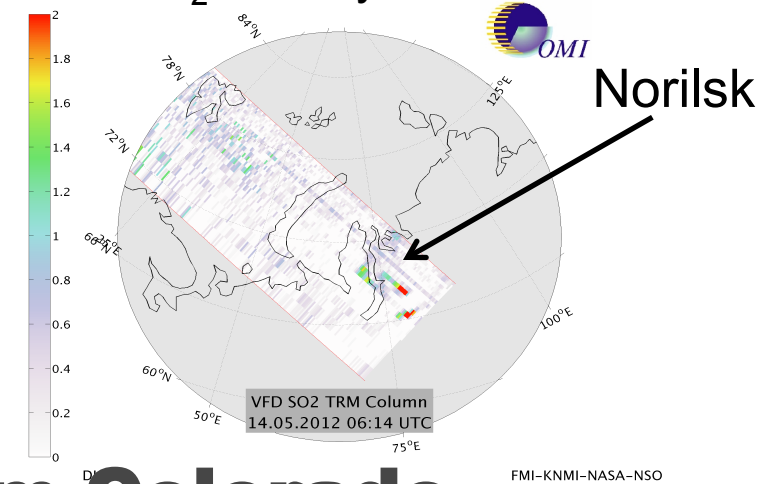 2
OMI
Norilsk
2
1.8
1.6
1.4
1.2
1
0.8
0.6
0.4
0.2
0
84°N
78°N
72°N
60°N
50°E
75°E
100°E
125°E
VFD SO2 TRM Column
14.05.2012 06:14 UTC
FMI-KNMI-NASA-NSO